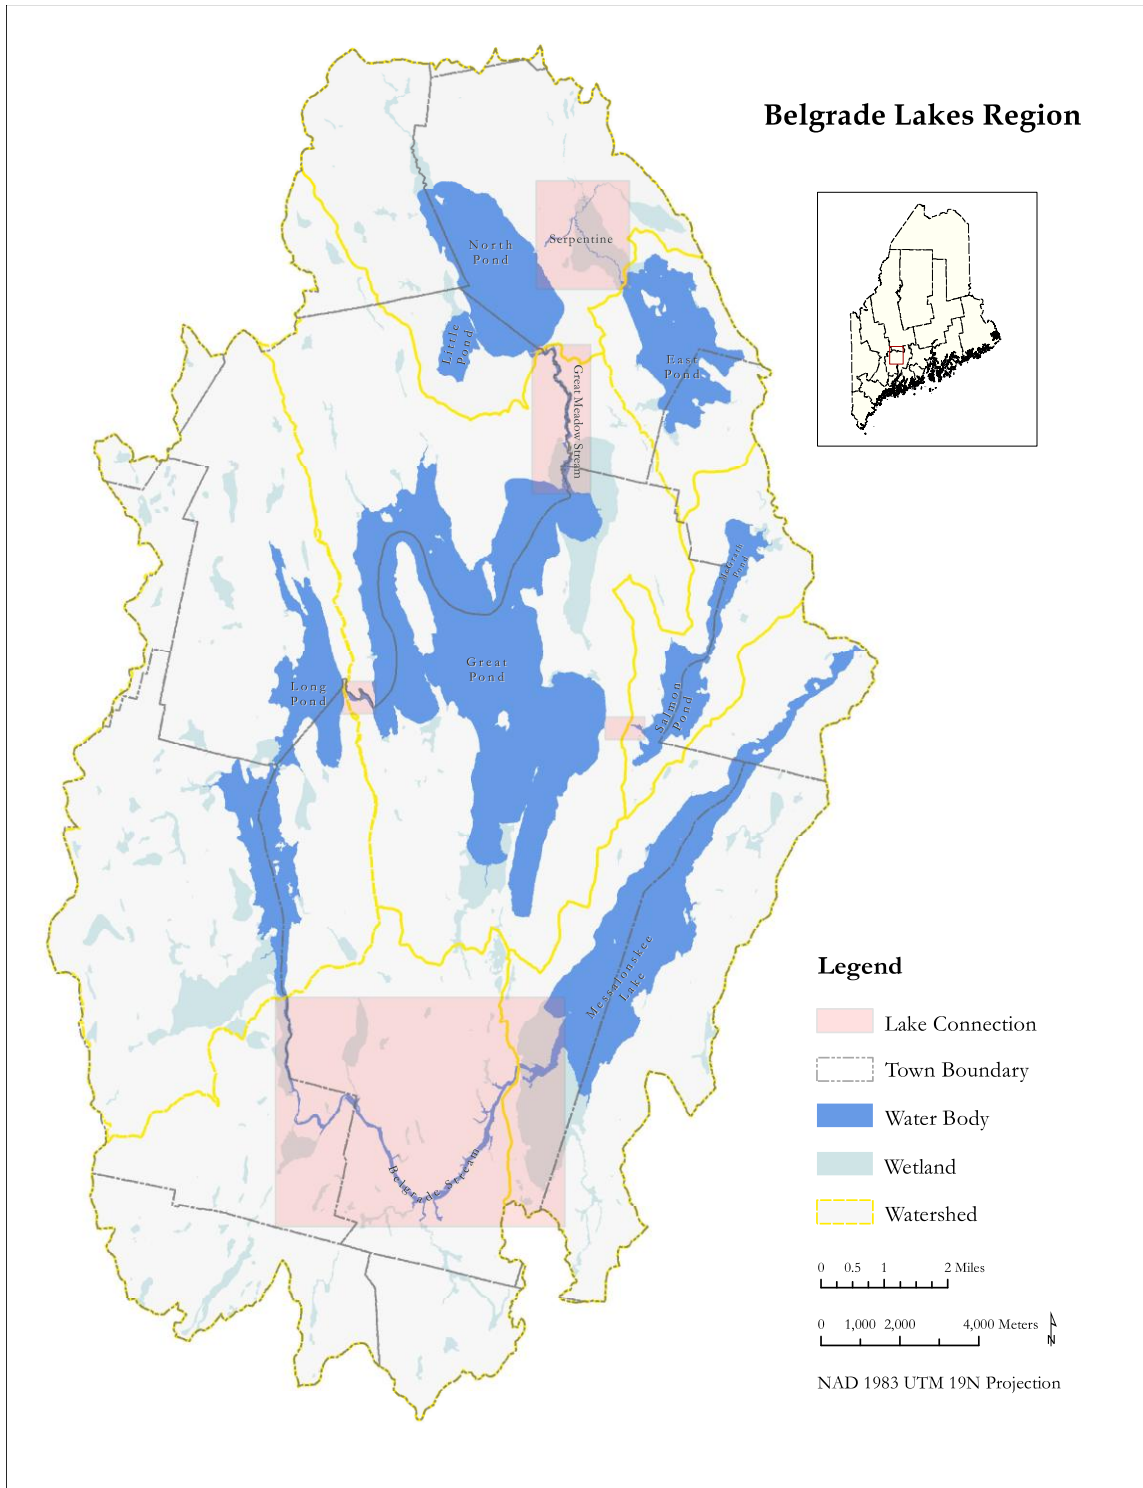 Belgrade Lakes Region
North
Pond
Serpentine
Little
Pond
East
Pond
Great Meadow Stream
McGrath
Pond
Great
Pond
Long
Pond
Salmon
Pond
Messalonskee
Lake
Belgrade Stream
Legend
Lake Connection
Town Boundary
Water Body
Wetland
Watershed
0 0.5 1 2 Miles
0 1,000 2,000 4,000 Meters
N
NAD 1983 UTM 19N Projection